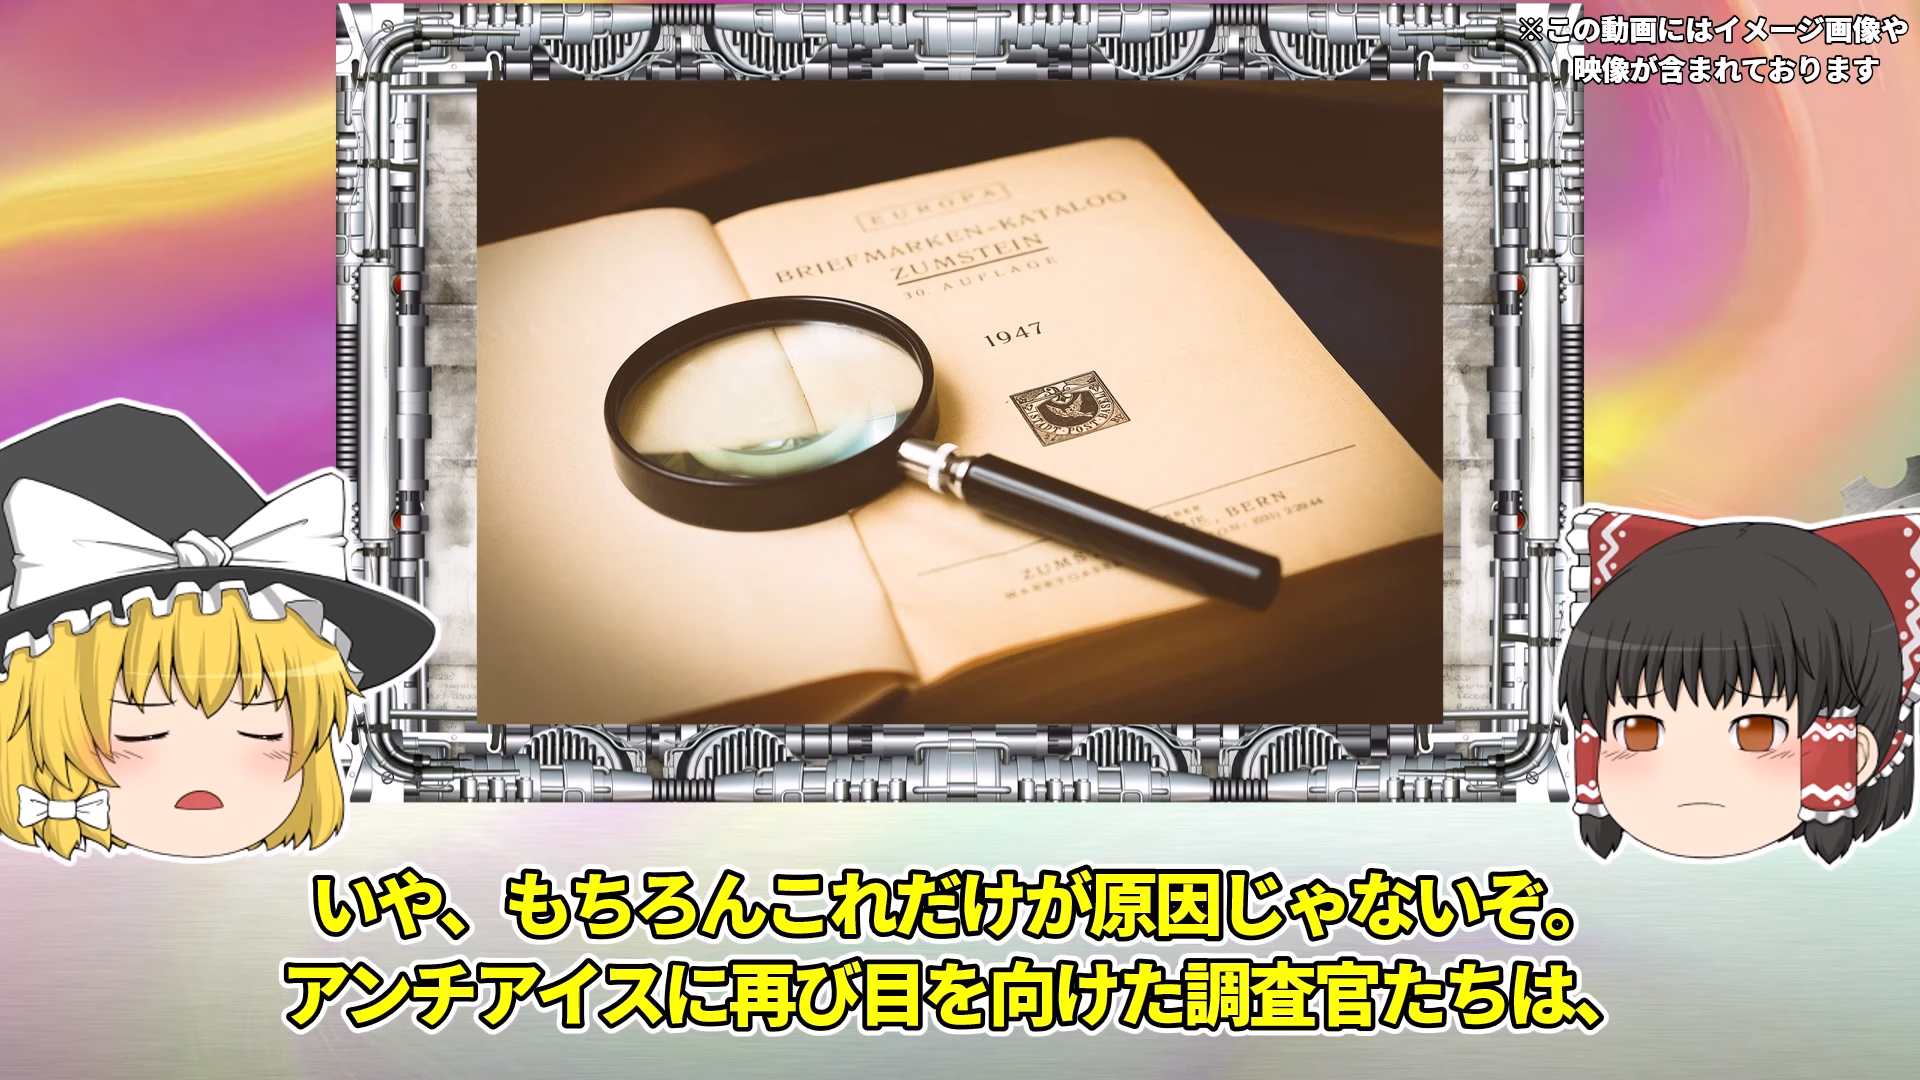 ※この動画にはイメージ画像や
映像が含まれております
EUROPA
BRIEFMARKEN-KATALOG
ZUMSTEIN
30. AUFLAGE
1947
STADT POST BASEL
BERN
いや、もちろんこれだけが原因じゃないぞ。
アンチアイスに再び目を向けた調査官たちは、